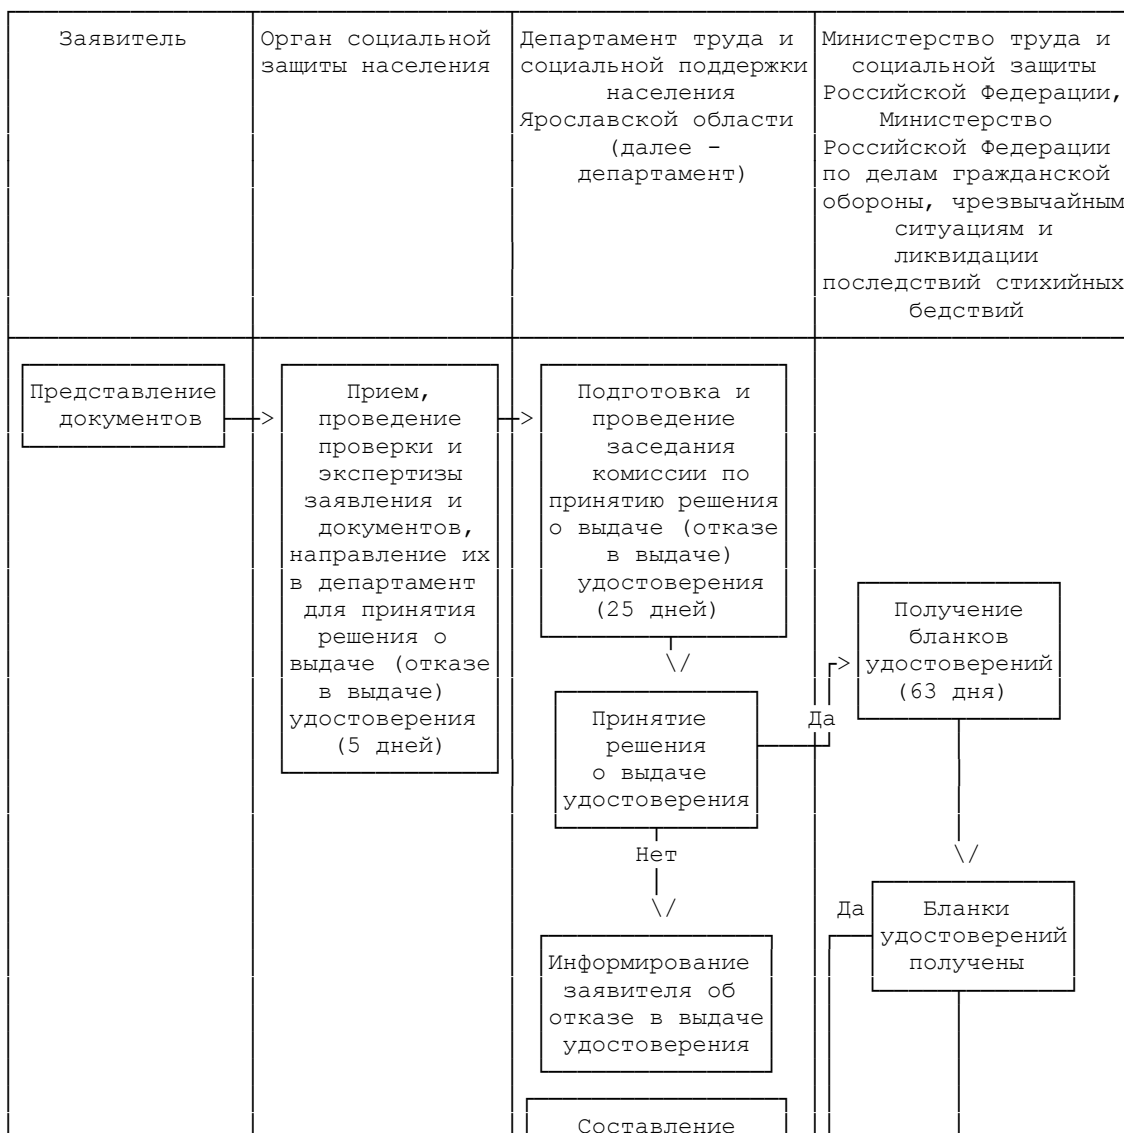 Заявитель
Орган социальной
защиты населения
Департамент труда и
социальной поддержки
населения
Ярославской области
(далее -
департамент)
Министерство труда и
социальной защиты
Российской Федерации,
Министерство
Российской Федерации
по делам гражданской
обороны, чрезвычайным
ситуациям и
ликвидации
последствий стихийных
бедствий
Представление
документов
Прием,
проведение
проверки и
экспертизы
заявления и
документов,
направление их
в департамент
для принятия
решения о
выдаче (отказе
в выдаче)
удостоверения
(5 дней)
Подготовка и
проведение
заседания
комиссии по
принятию решения
о выдаче (отказе
в выдаче)
удостоверения
(25 дней)
Принятие
решения
о выдаче
удостоверения
Да
Получение
бланков
удостоверений
(63 дня)
Нет
Да
Бланки
удостоверений
получены
Информирование
заявителя об
отказе в выдаче
удостоверения
Составление